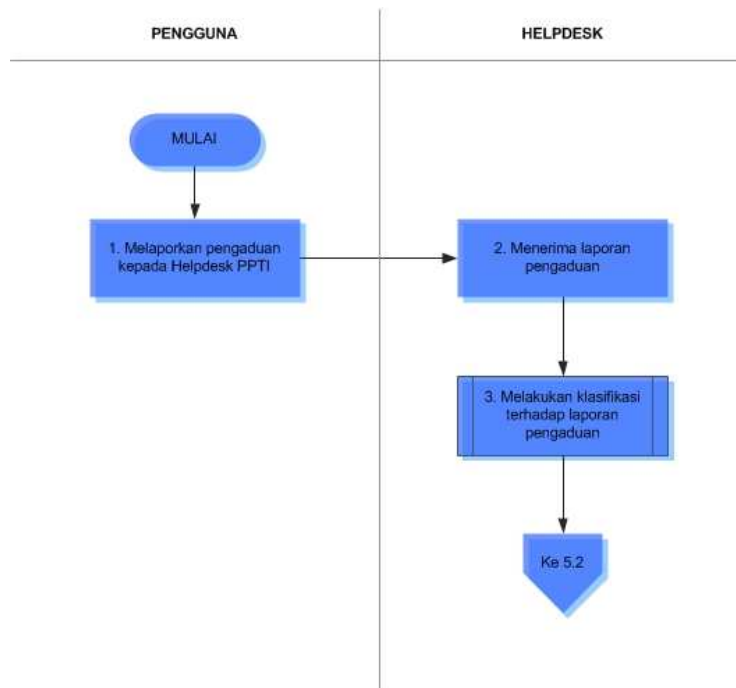 PENGGUNA
HELPDESK
MULAI
1. Melaporkan pengaduan
kepada Helpdesk PPTI
2. Menerima laporan
pengaduan
3. Melakukan klasifikasi
terhadap laporan
pengaduan
Ke 5.2